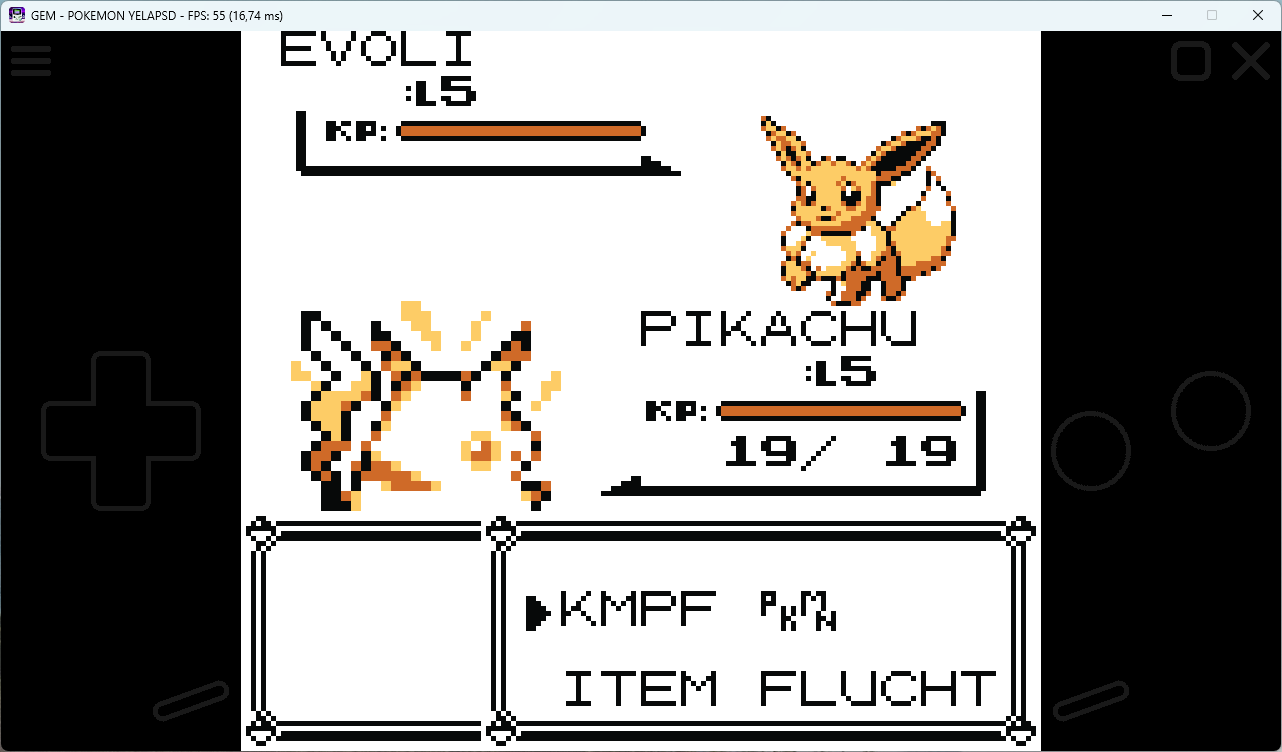 GEM - POKEMON YELAPSD - FPS: 55 (16,74 ms)
EVOLI
:L5
KP:
PIKACHU
:L5
KP:
19/ 19
KMPF PKMN
ITEM FLUCHT